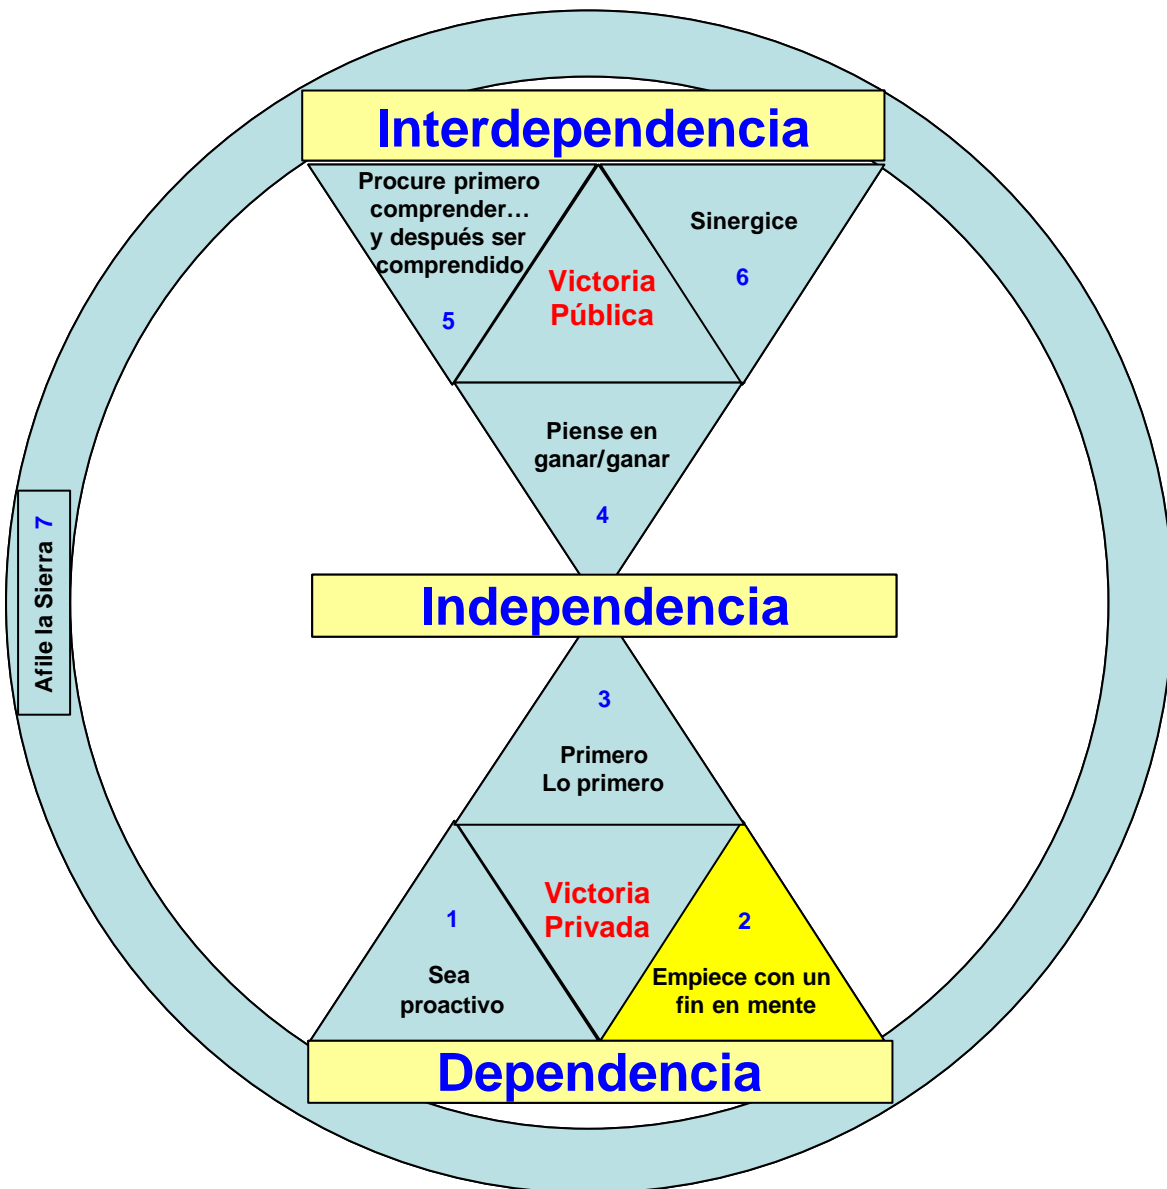 Interdependencia
Procure primero
comprender…
y después ser
comprendido
5
Victoria
Pública
Sinergice
6
Piense en
ganar/ganar
4
Afile la Sierra 7
Independencia
3
Primero
Lo primero
Victoria
Privada
1
Sea
proactivo
2
Empiece con un
fin en mente
Dependencia